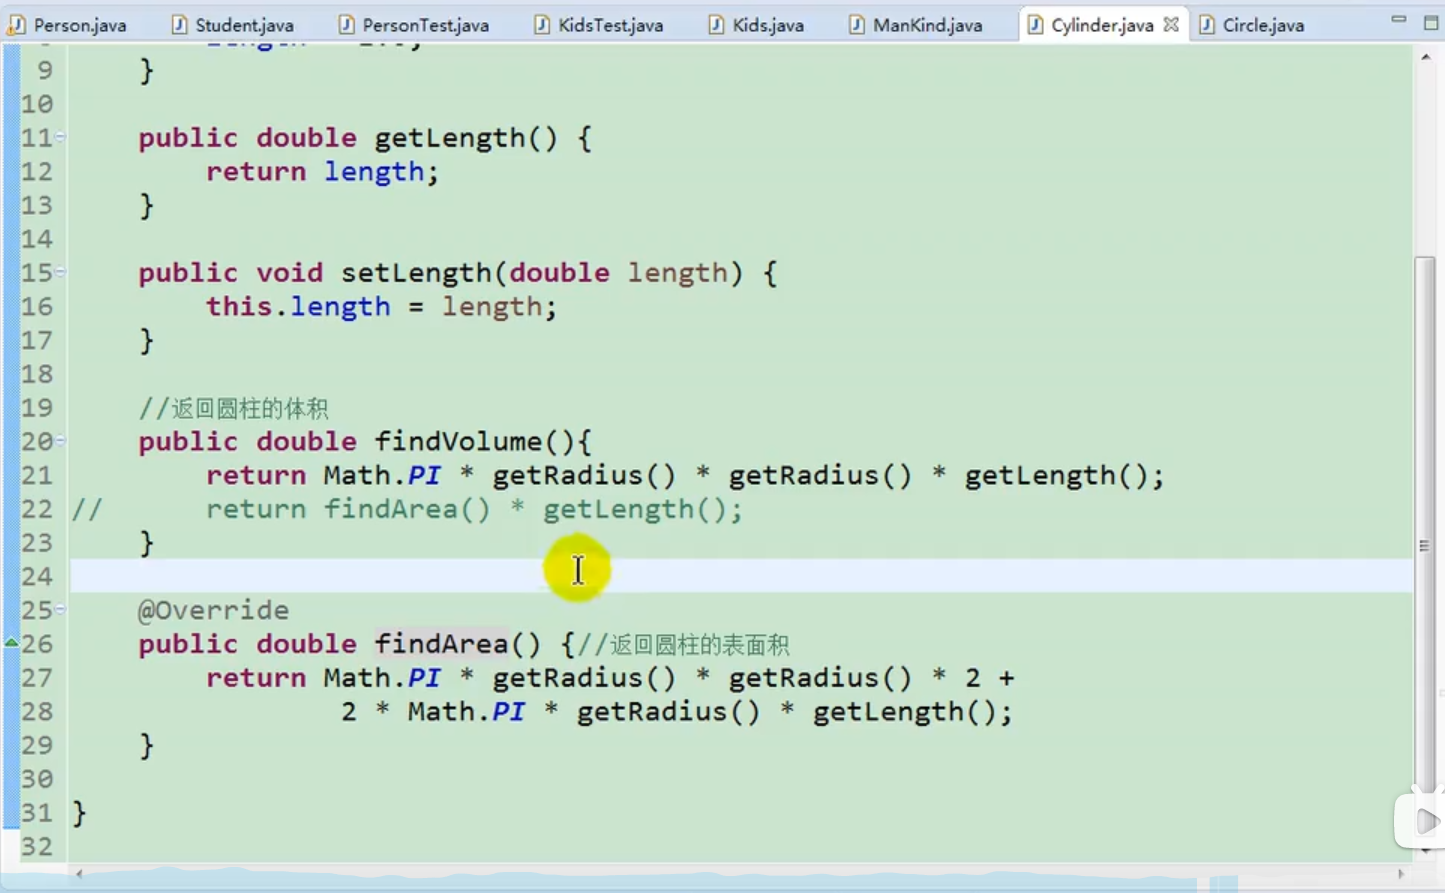 Person.java Student.java PersonTest.java KidsTest.java Kids.java ManKind.java Cylinder.java Circle.java
9 }
10
11 public double getLength() {
12 return length;
13 }
14
15 public void setLength(double length) {
16 this.length = length;
17 }
18
19 //返回圆柱的体积
20 public double findVolume(){
21 return Math.PI * getRadius() * getRadius() * getLength();
22 // return findArea() * getLength();
23 }
24
25 @Override
26 public double findArea() {//返回圆柱的表面积
27 return Math.PI * getRadius() * getRadius() * 2 +
28 2 * Math.PI * getRadius() * getLength();
29 }
30
31 }
32